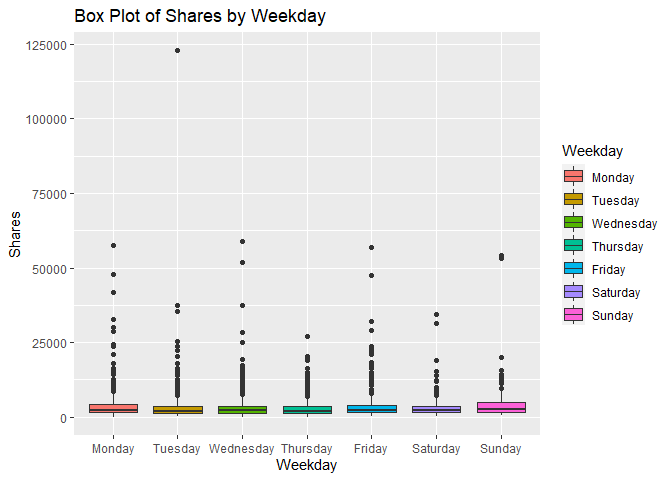 Box Plot of Shares by Weekday
125000
100000
75000
50000
25000
0
Shares
Monday
Tuesday
Wednesday
Thursday
Friday
Saturday
Sunday
Weekday
Weekday
Monday
Tuesday
Wednesday
Thursday
Friday
Saturday
Sunday